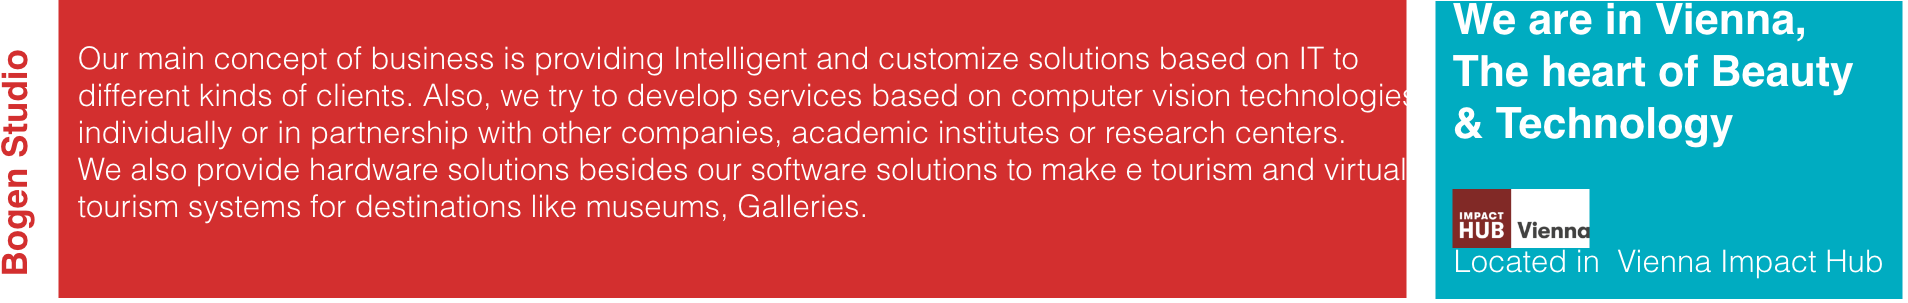 Bogen Studio
Our main concept of business is providing Intelligent and customize solutions based on IT to
different kinds of clients. Also, we try to develop services based on computer vision technologies
individually or in partnership with other companies, academic institutes or research centers.
We also provide hardware solutions besides our software solutions to make e tourism and virtual
tourism systems for destinations like museums, Galleries.
We are in Vienna,
The heart of Beauty
& Technology
IMPACT
HUB Vienna
Located in Vienna Impact Hub